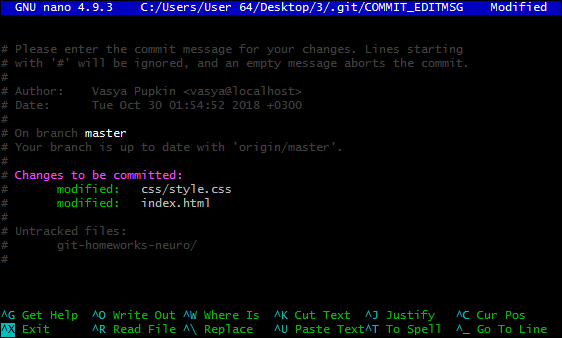 GNU nano 4.9.3    C:/Users/User 64/Desktop/3/.git/COMMIT_EDITMSG    Modified
# Please enter the commit message for your changes. Lines starting
# with '#' will be ignored, and an empty message aborts the commit.
#
# Author:    Vasya Pupkin <vasya@localhost>
# Date:      Tue Oct 30 01:54:52 2018 +0300
#
# On branch master
# Your branch is up to date with 'origin/master'.
#
# Changes to be committed:
#       modified:   css/style.css
#       modified:   index.html
#
# Untracked files:
#       git-homeworks-neuro/
#
^G Get Help  ^O Write Out ^W Where Is  ^K Cut Text  ^J Justify   ^C Cur Pos
^X Exit      ^R Read File ^\ Replace   ^U Paste Text^T To Spell  ^_ Go To Line